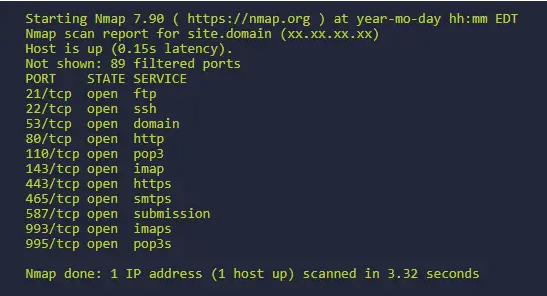 Starting Nmap 7.90 ( https://nmap.org ) at year-mo-day hh:mm EDT
Nmap scan report for site.domain (xx.xx.xx.xx)
Host is up (0.15s latency).
Not shown: 89 filtered ports
PORT    STATE SERVICE
21/tcp  open  ftp
22/tcp  open  ssh
53/tcp  open  domain
80/tcp  open  http
110/tcp open  pop3
143/tcp open  imap
443/tcp open  https
465/tcp open  smtps
587/tcp open  submission
993/tcp open  imaps
995/tcp open  pop3s
Nmap done: 1 IP address (1 host up) scanned in 3.32 seconds